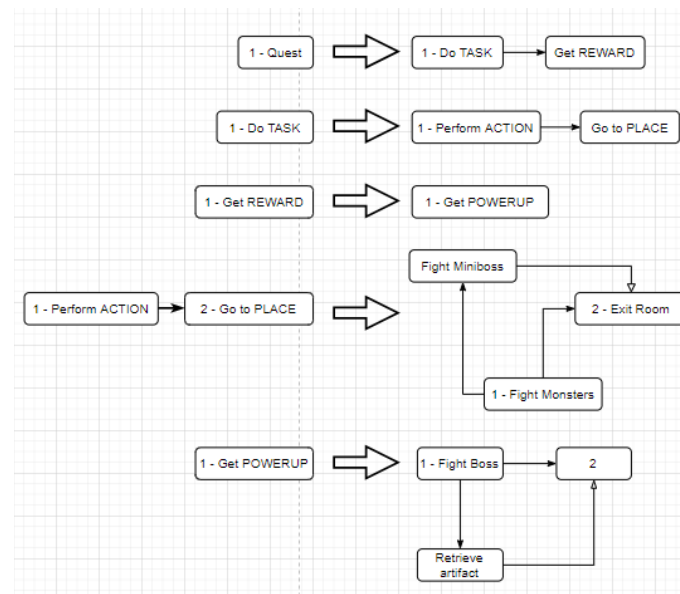 1 - Quest
1 - Do TASK
Get REWARD
1 - Do TASK
1 - Perform ACTION
Go to PLACE
1 - Get REWARD
1 - Get POWERUP
Fight Miniboss
1 - Perform ACTION
2 - Go to PLACE
2 - Exit Room
1 - Fight Monsters
1 - Get POWERUP
1 - Fight Boss
2
Retrieve
artifact